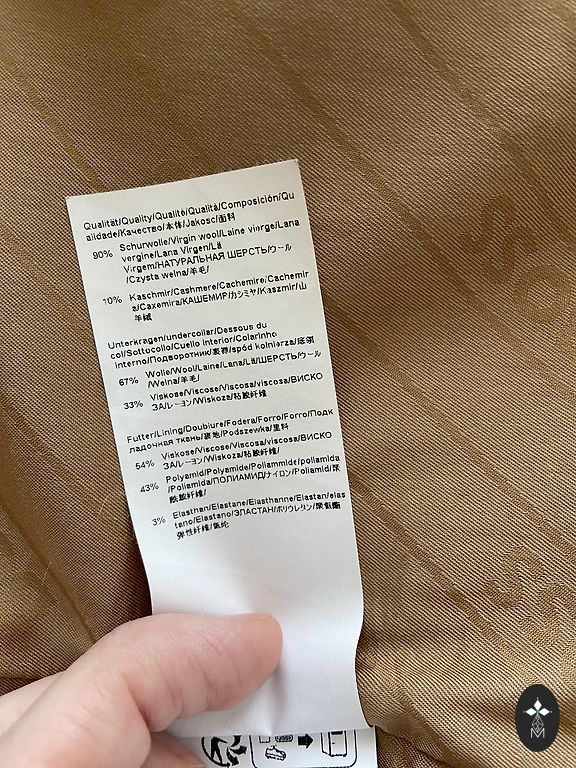 Qualität/Quality/Qualité/Qualità/Composición/Qu
alidade/Качество/本体/Jakosc/面料
90% Schurwolle/Virgin wool/Laine vierge/Lana
vergine/Lana Virgen/Lã
Virgem/НАТУРАЛЬНАЯ ШЕРСТЬ/ウール
/Czysta welna/羊毛/
10% Kaschmir/Cashmere/Cachemire/Cachemir
a/Caxemira/КАШЕМИР/カシミヤ/Kaszmir/山
羊绒
Unterkragen/undercollar/Dessous du
col/Sottocollo/Cuello interior/Colarinho
interno/Подворотник/裏襟/spód kolnierza/底領
67% Wolle/Wool/Laine/Lana/Lã/ШЕРСТЬ/ウール
/Welna/羊毛/
33% Viskose/Viscose/Viscosa/viscosa/ВИСКО
ЗА/レーヨン/Wiskoza/粘胶纤维/
Futter/Lining/Doublure/Fodera/Forro/Forro/Подк
ладочная ткань/裏地/Podszewka/里料
54% Viskose/Viscose/Viscosa/viscosa/ВИСКО
ЗА/レーヨン/Wiskoza/粘胶纤维/
43% Polyamid/Polyamide/Poliammide/poliamida
/Poliamida/ПОЛИАМИД/ナイロン/Poliamid/聚
酰胺纤维/
3% Elasthan/Elastane/Elasthanne/Elastan/elas
tano/Elastano/ЭЛАСТАН/ポリウレタン/聚氨酯
弹性纤维/氨纶
M